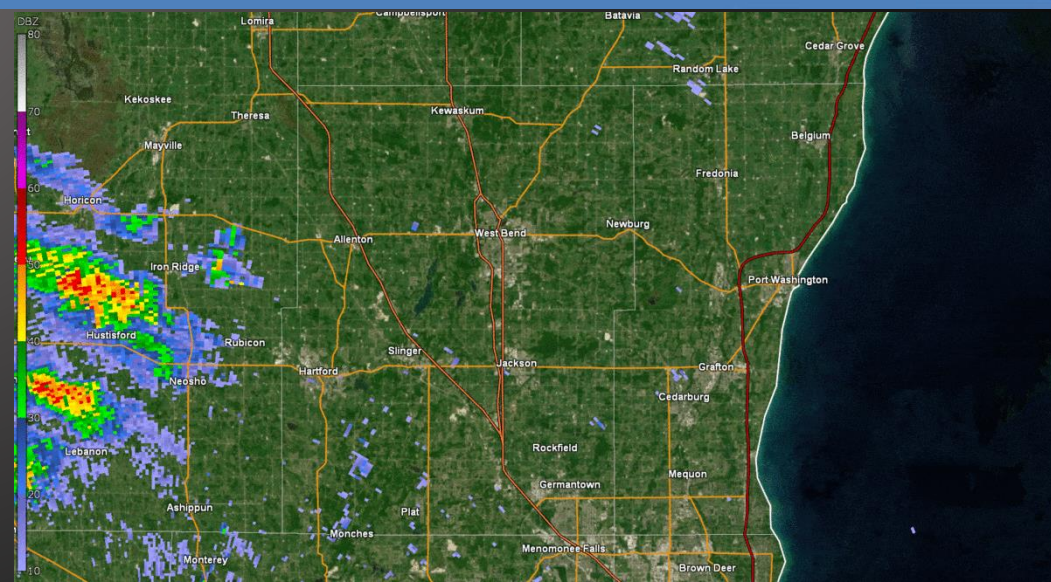 DBZ
80
70
60
50
40
30
20
10
Lomira
Campbellsport
Batavia
Cedar Grove
Random Lake
Kekoskee
Theresa
Kewaskum
Belgium
Mayville
Fredonia
Horicon
Newburg
West Bend
Allenton
Iron Ridge
Port Washington
Hustisford
Rubicon
Slinger
Jackson
Hartford
Grafton
Neosho
Cedarburg
Lebanon
Rockfield
Mequon
Germantown
Ashippun
Plat
Monches
Menomonee Falls
Monterey
Brown Deer